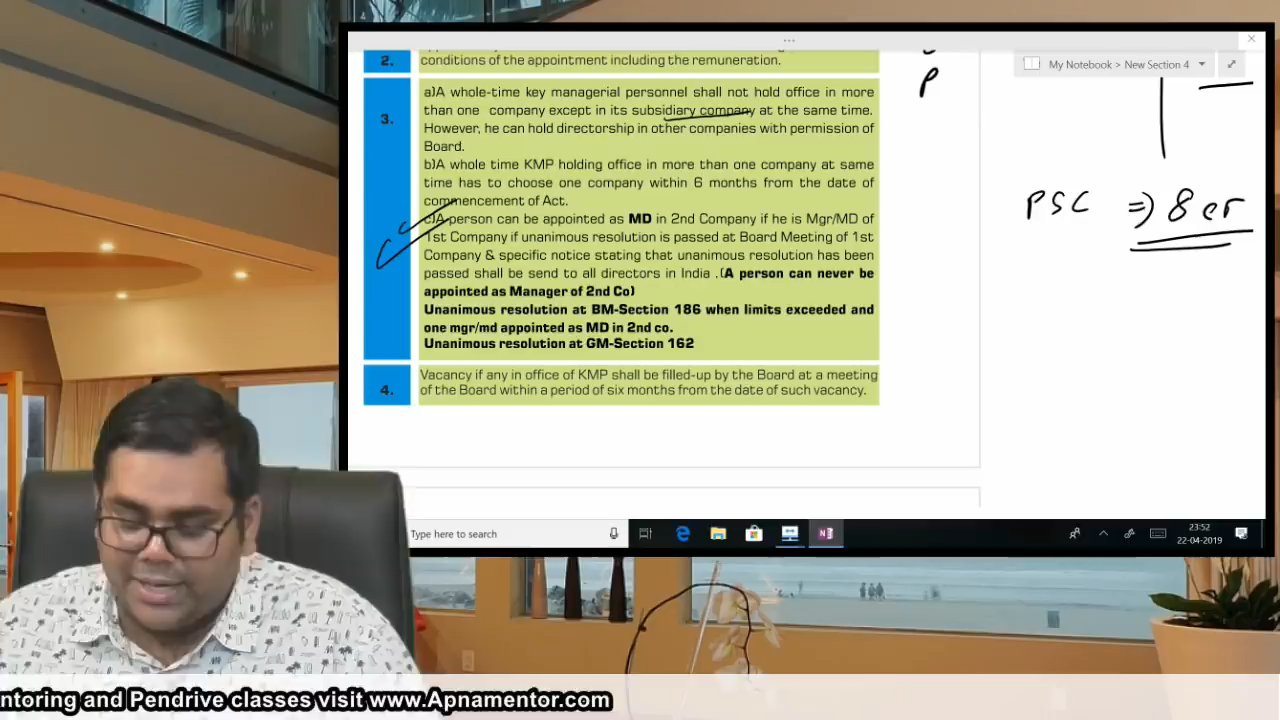 ...
My Notebook > New Section 4
2.
conditions of the appointment including the remuneration.
P
3.
a)A whole-time key managerial personnel shall not hold office in more
than one company except in its subsidiary company at the same time.
However, he can hold directorship in other companies with permission of
Board.
b)A whole time KMP holding office in more than one company at same
time has to choose one company within 6 months from the date of
commencement of Act.
c)A person can be appointed as MD in 2nd Company if he is Mgr/MD of
1st Company if unanimous resolution is passed at Board Meeting of 1st
Company & specific notice stating that unanimous resolution has been
passed shall be send to all directors in India .(A person can never be
appointed as Manager of 2nd Co)
Unanimous resolution at BM-Section 186 when limits exceeded and
one mgr/md appointed as MD in 2nd co.
Unanimous resolution at GM-Section 162
PSC => 8 cr
4.
Vacancy if any in office of KMP shall be filled-up by the Board at a meeting
of the Board within a period of six months from the date of such vacancy.
Type here to search
23:52
22-04-2019
ntoring and Pendrive classes visit www.Apnamentor.com